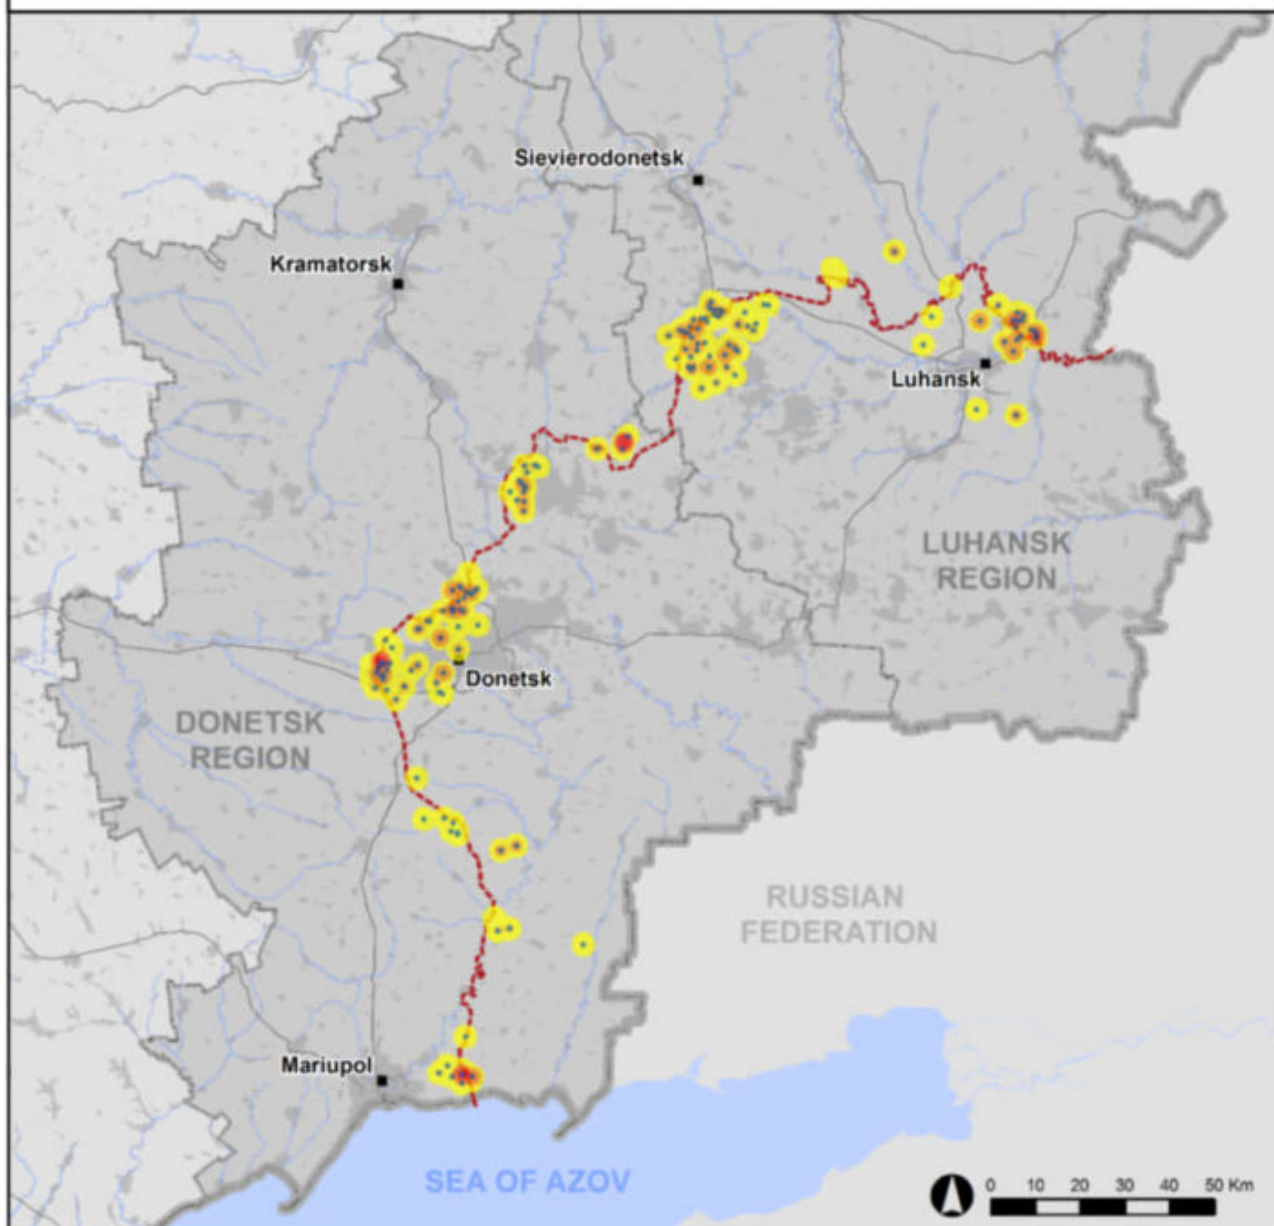 Sievierodonetsk
Kramatorsk
Luhansk
LUHANSK
REGION
Donetsk
DONETSK
REGION
RUSSIAN
FEDERATION
Mariupol
SEA OF AZOV
0 10 20 30 40 50 Km